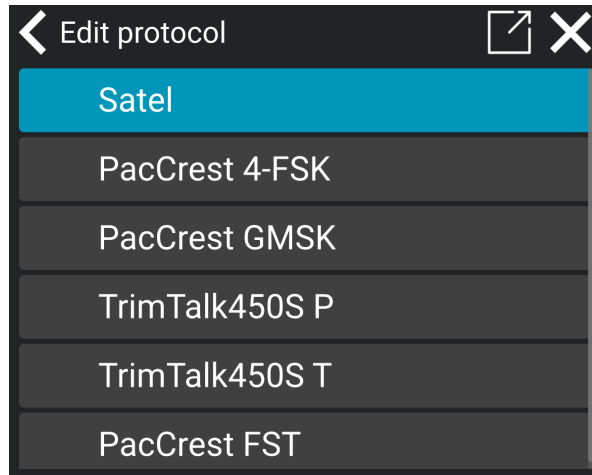 Edit protocol
Satel
PacCrest 4-FSK
PacCrest GMSK
TrimTalk450S P
TrimTalk450S T
PacCrest FST